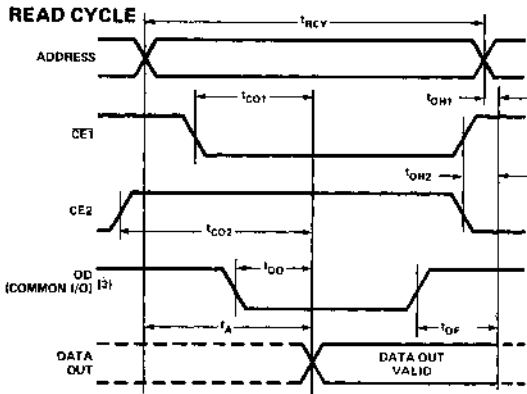 READ CYCLE
tRCY
ADDRESS
tCO1
tOH1
CE1
tOH2
CE2
tCO2
tOD
OD
(COMMON I/O) [3]
tA
tDF
DATA
OUT
DATA OUT
VALID